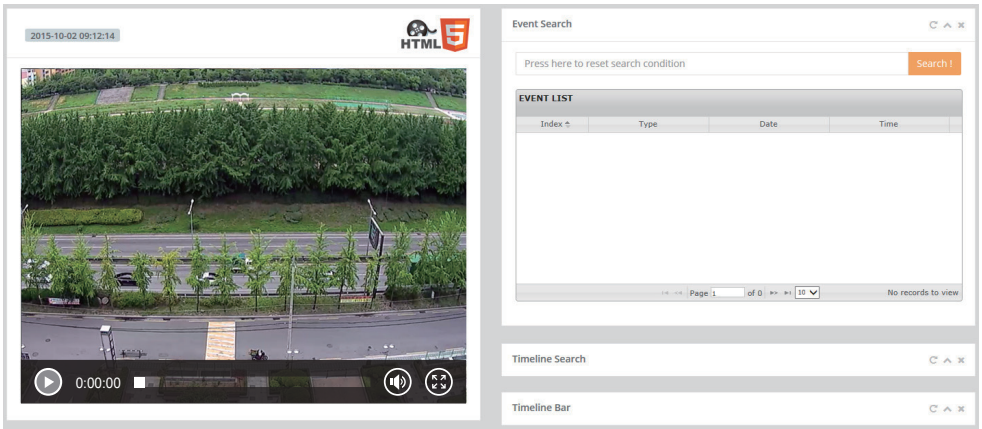 2015-10-02 09:12:14
HTML 5
0:00:00
Event Search
Press here to reset search condition
Search !
EVENT LIST
Index Type Date Time
Page 1 of 0 10 No records to view
Timeline Search
Timeline Bar